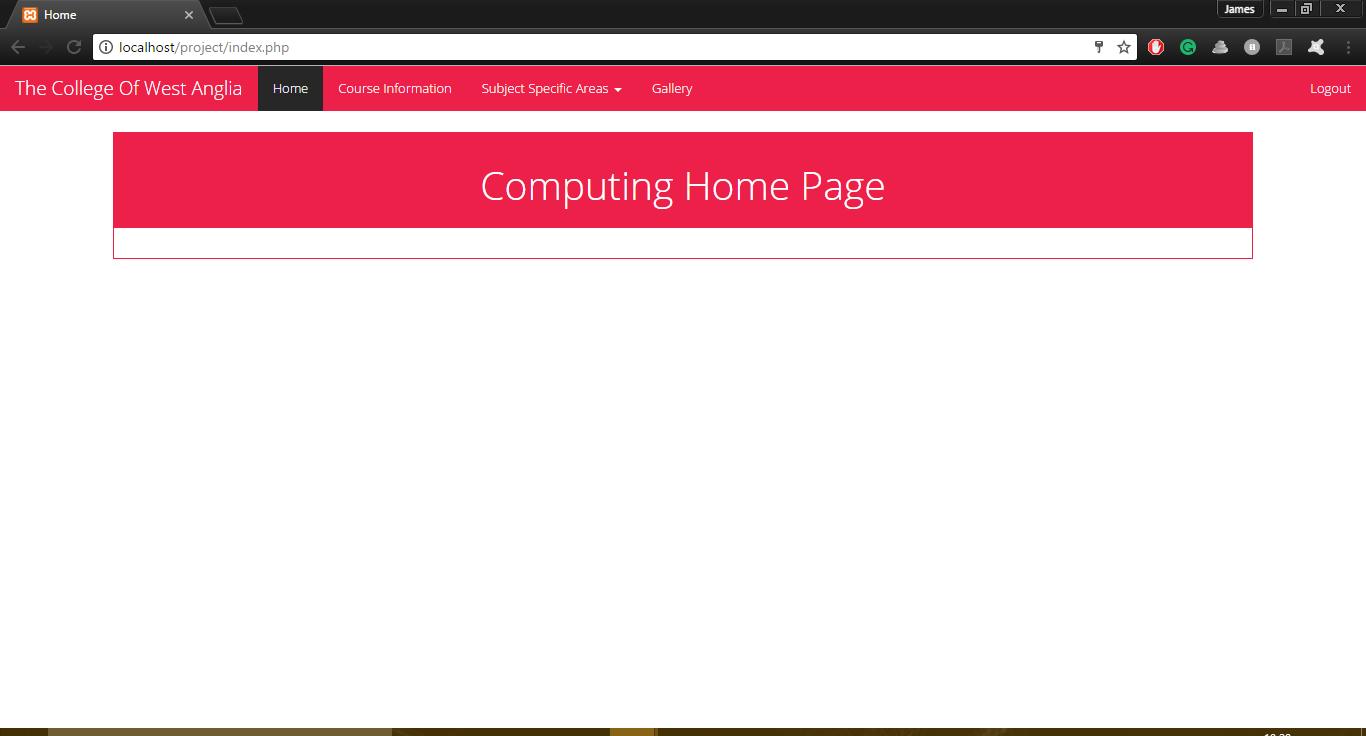 Home
James
localhost/project/index.php
The College Of West Anglia
Home
Course Information
Subject Specific Areas
Gallery
Logout
Computing Home Page